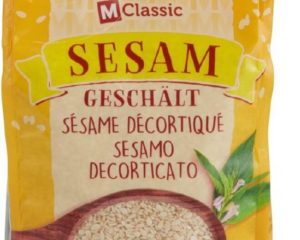 M Classic
SESAM
GESCHÄLT
SÉSAME DÉCORTIQUÉ
SESAMO
DECORTICATO